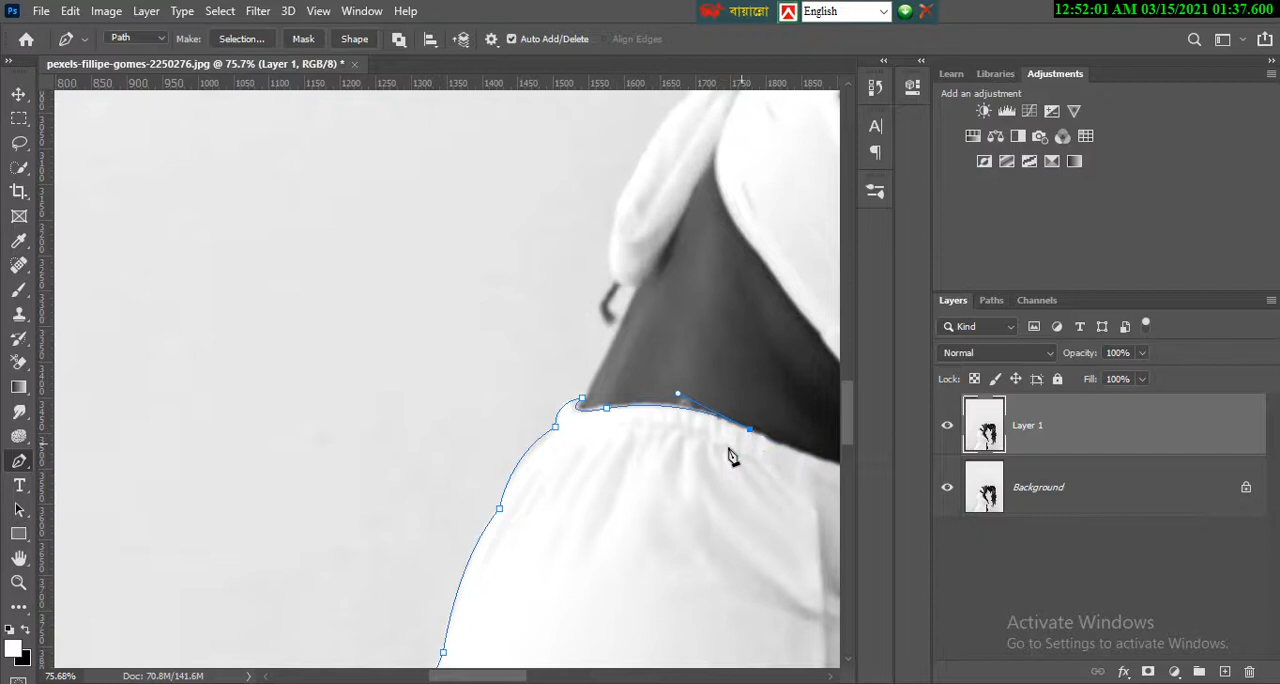 Ps File Edit Image Layer Type Select Filter 3D View Window Help
বায়ান্নো English
12:52:01 AM 03/15/2021 00:01:37.600
Path Make: Selection... Mask Shape Auto Add/Delete Align Edges
pexels-fillipe-gomes-2250276.jpg @ 75.7% (Layer 1, RGB/8) *
800 850 900 950 1000 1050 1100 1150 1200 1250 1300 1350 1400 1450 1500 1550 1600 1650 1700 1750 1800 1850
Learn Libraries Adjustments
Add an adjustment
Layers Paths Channels
Kind
Normal Opacity: 100%
Lock: Fill: 100%
Layer 1
Background
Activate Windows
Go to Settings to activate Windows.
75.68% Doc: 70.8M/141.6M